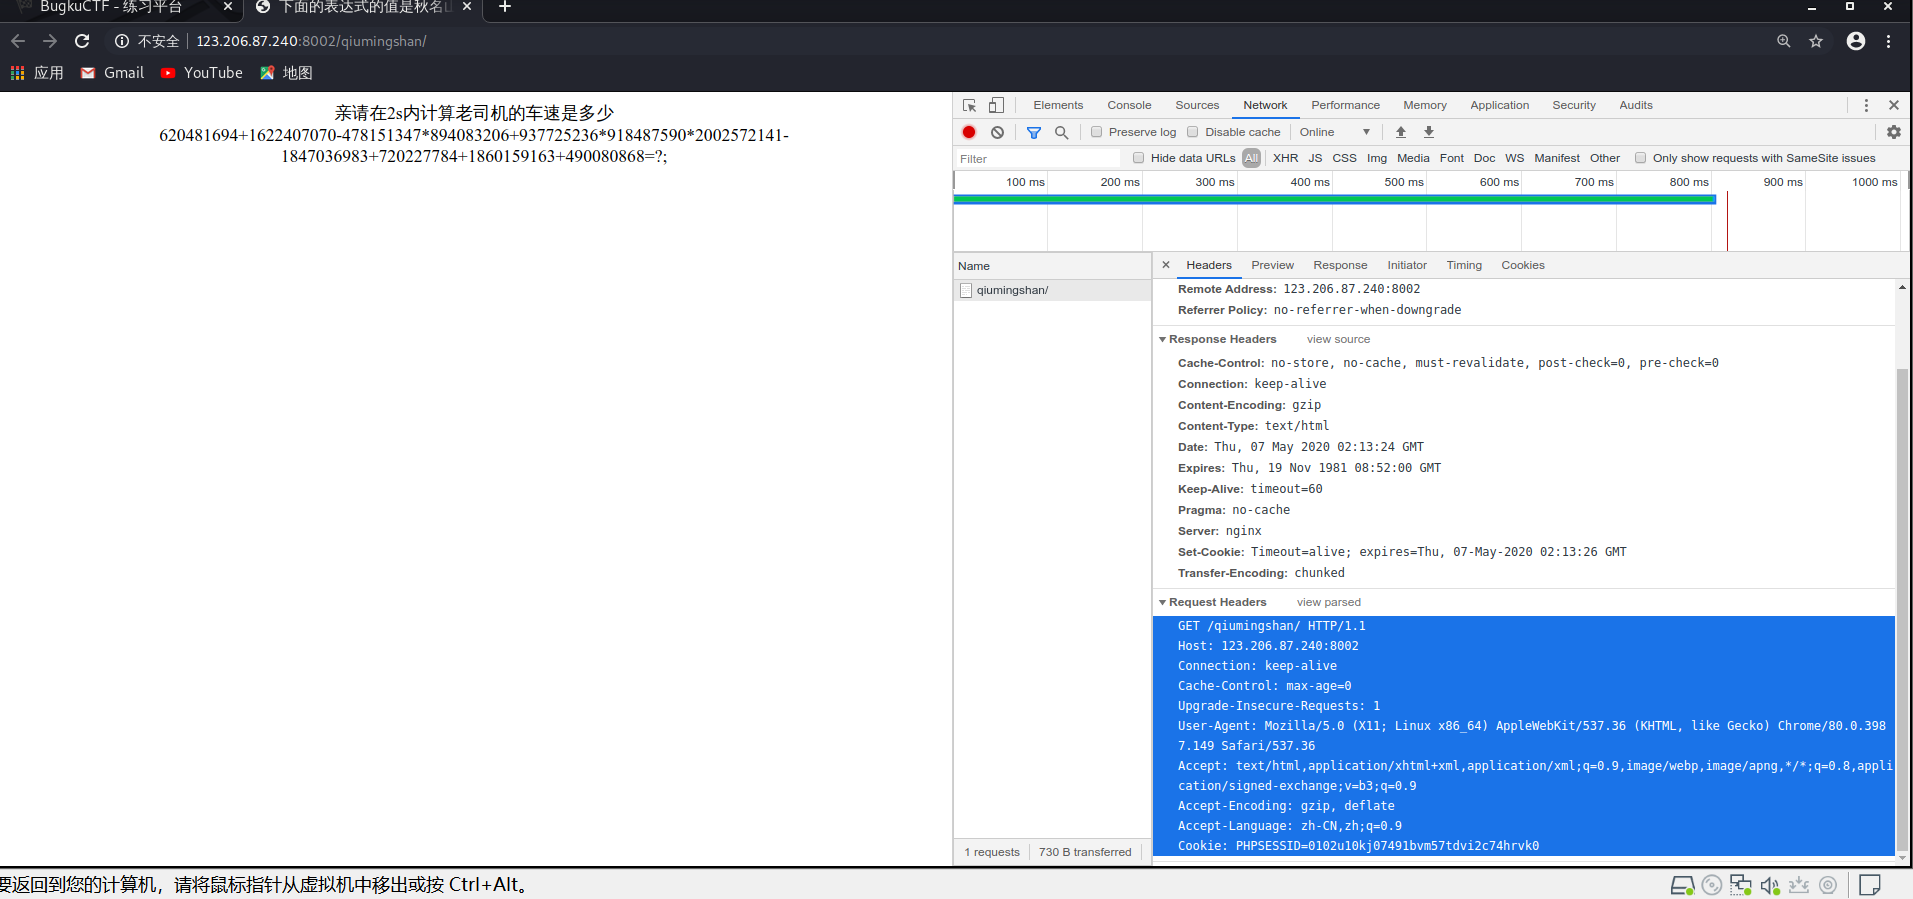 BugkuCTF - 练习平台
下面的表达式的值是秋名
不安全 123.206.87.240:8002/qiumingshan/
应用 Gmail YouTube 地图
亲请在2s内计算老司机的车速是多少
620481694+1622407070-478151347*894083206+937725236*918487590*2002572141-
1847036983+720227784+1860159163+490080868=?;
Elements Console Sources Network Performance Memory Application Security Audits
Preserve log Disable cache Online
Filter Hide data URLs All XHR JS CSS Img Media Font Doc WS Manifest Other Only show requests with SameSite issues
100 ms 200 ms 300 ms 400 ms 500 ms 600 ms 700 ms 800 ms 900 ms 1000 ms
Name
qiumingshan/
Headers Preview Response Initiator Timing Cookies
Remote Address: 123.206.87.240:8002
Referrer Policy: no-referrer-when-downgrade
Response Headers view source
Cache-Control: no-store, no-cache, must-revalidate, post-check=0, pre-check=0
Connection: keep-alive
Content-Encoding: gzip
Content-Type: text/html
Date: Thu, 07 May 2020 02:13:24 GMT
Expires: Thu, 19 Nov 1981 08:52:00 GMT
Keep-Alive: timeout=60
Pragma: no-cache
Server: nginx
Set-Cookie: Timeout=alive; expires=Thu, 07-May-2020 02:13:26 GMT
Transfer-Encoding: chunked
Request Headers view parsed
GET /qiumingshan/ HTTP/1.1
Host: 123.206.87.240:8002
Connection: keep-alive
Cache-Control: max-age=0
Upgrade-Insecure-Requests: 1
User-Agent: Mozilla/5.0 (X11; Linux x86_64) AppleWebKit/537.36 (KHTML, like Gecko) Chrome/80.0.398
7.149 Safari/537.36
Accept: text/html,application/xhtml+xml,application/xml;q=0.9,image/webp,image/apng,*/*;q=0.8,appli
cation/signed-exchange;v=b3;q=0.9
Accept-Encoding: gzip, deflate
Accept-Language: zh-CN,zh;q=0.9
Cookie: PHPSESSID=0102u10kj07491bvm57tdvi2c74hrvk0
1 requests 730 B transferred
要返回到您的计算机，请将鼠标指针从虚拟机中移出或按 Ctrl+Alt。